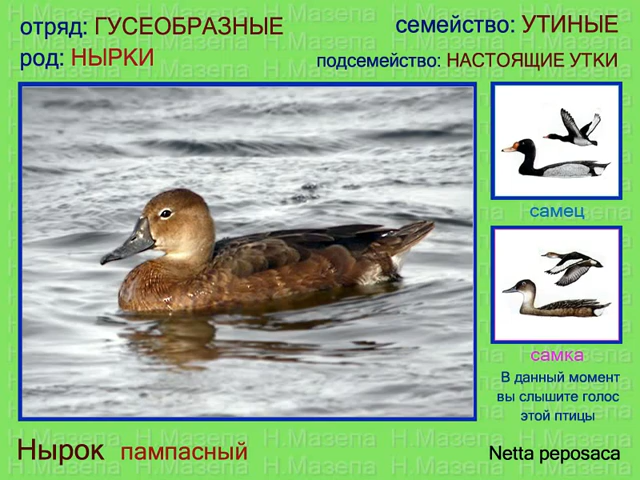 отряд: ГУСЕОБРАЗНЫЕ
семейство: УТИНЫЕ
род: НЫРКИ
подсемейство: НАСТОЯЩИЕ УТКИ
самец
самка
В данный момент
вы слышите голос
этой птицы
Нырок пампасный
Netta peposaca
Н.Мазепа